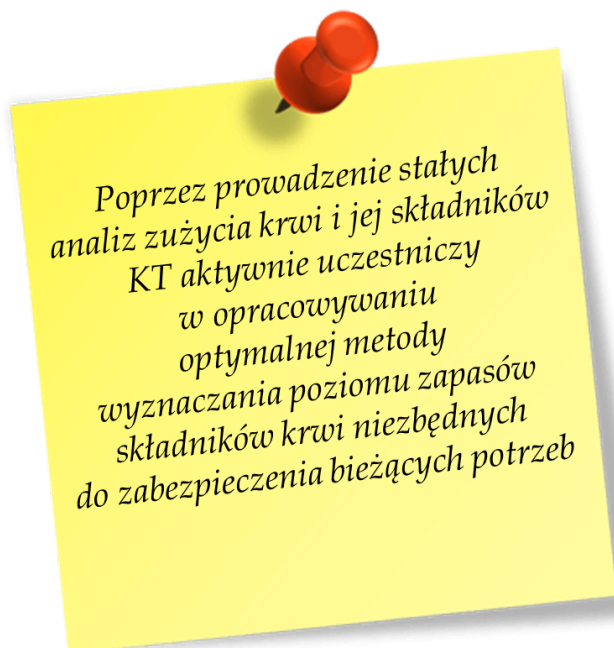 Poprzez prowadzenie stałych
analiz zużycia krwi i jej składników
KT aktywnie uczestniczy
w opracowywaniu
optymalnej metody
wyznaczania poziomu zapasów
składników krwi niezbędnych
do zabezpieczenia bieżących potrzeb